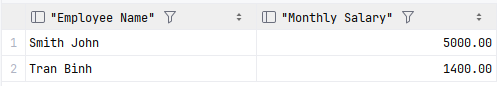 "Employee Name" "Monthly Salary"
1 Smith John 5000.00
2 Tran Binh 1400.00